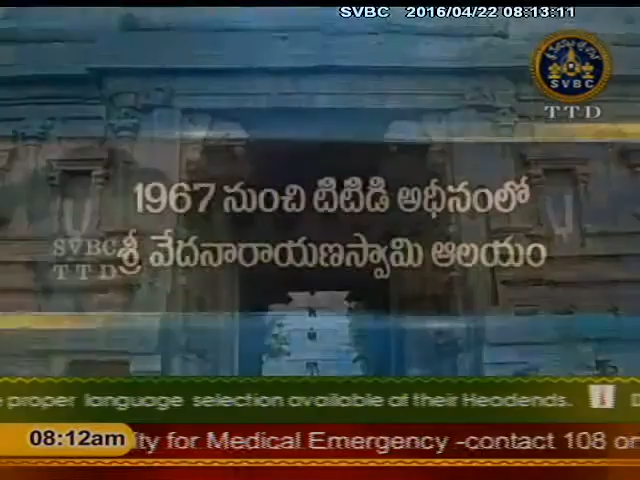 SVBC 2016/04/22 08:13:11
SVBC
TTD
1967 నుంచి టిటిడి అధీనంలో
SVBC
శ్రీ వేదనారాయణస్వామి ఆలయం
TTD
proper language selection available at their Headends.
08:12am ity for Medical Emergency -contact 108 or